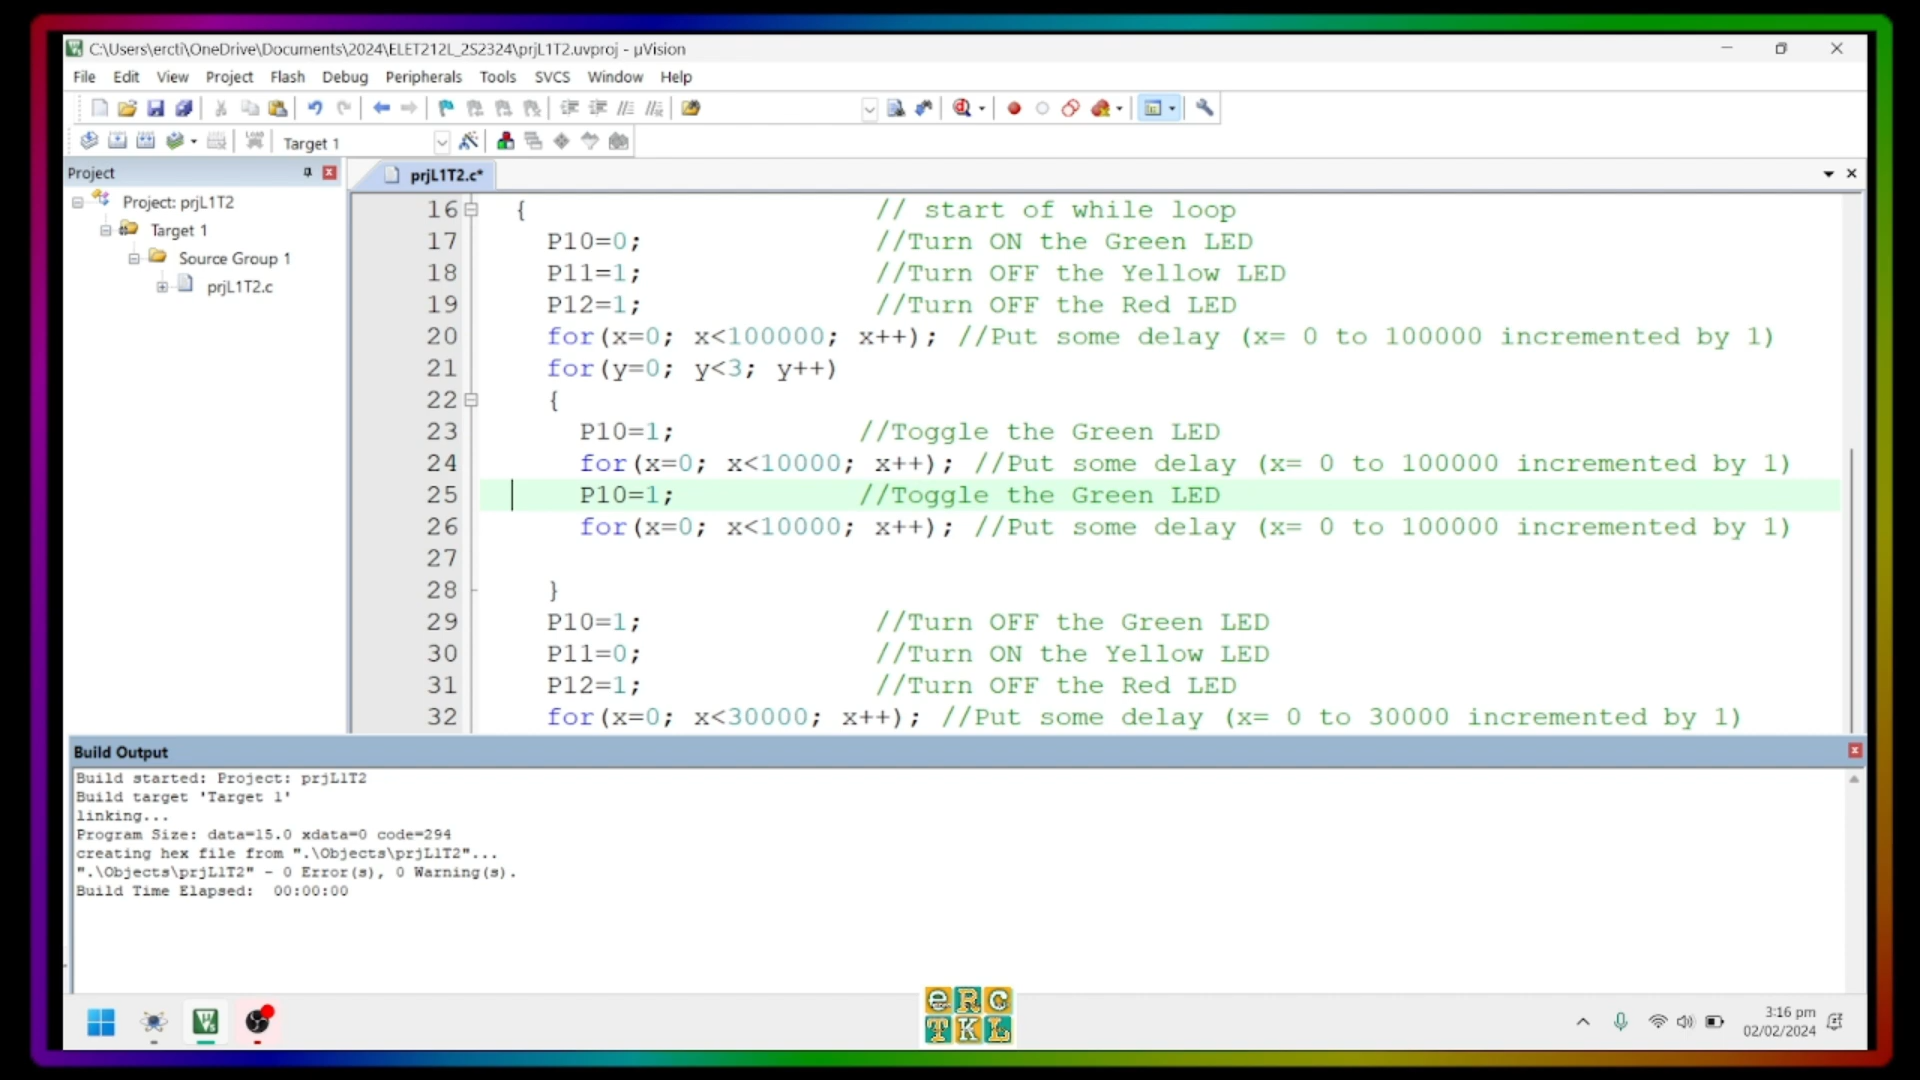 C:\Users\ercti\OneDrive\Documents\2024\ELET212L_2S2324\prjL1T2.uvproj - µVision
File Edit View Project Flash Debug Peripherals Tools SVCS Window Help
Target 1
Project
prjL1T2.c*
Project: prjL1T2
Target 1
Source Group 1
prjL1T2.c
16 { // start of while loop
17 P10=0; //Turn ON the Green LED
18 P11=1; //Turn OFF the Yellow LED
19 P12=1; //Turn OFF the Red LED
20 for(x=0; x<100000; x++); //Put some delay (x= 0 to 100000 incremented by 1)
21 for(y=0; y<3; y++)
22 {
23 P10=1; //Toggle the Green LED
24 for(x=0; x<10000; x++); //Put some delay (x= 0 to 100000 incremented by 1)
25 P10=1; //Toggle the Green LED
26 for(x=0; x<10000; x++); //Put some delay (x= 0 to 100000 incremented by 1)
27
28 }
29 P10=1; //Turn OFF the Green LED
30 P11=0; //Turn ON the Yellow LED
31 P12=1; //Turn OFF the Red LED
32 for(x=0; x<30000; x++); //Put some delay (x= 0 to 30000 incremented by 1)
Build Output
Build started: Project: prjL1T2
Build target 'Target 1'
linking...
Program Size: data=15.0 xdata=0 code=294
creating hex file from ".\Objects\prjL1T2"...
".\Objects\prjL1T2" - 0 Error(s), 0 Warning(s).
Build Time Elapsed: 00:00:00
eRC
TKL
3:16 pm
02/02/2024